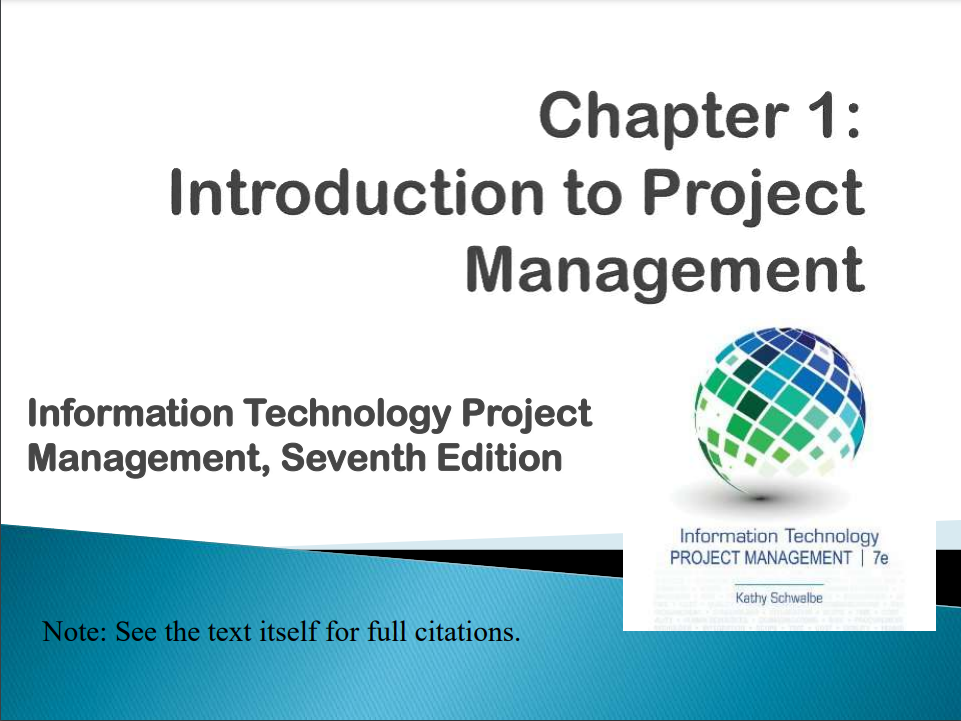 Chapter 1:
Introduction to Project
Management
Information Technology Project
Management, Seventh Edition
Information Technology
PROJECT MANAGEMENT | 7e
Kathy Schwalbe
Note: See the text itself for full citations.